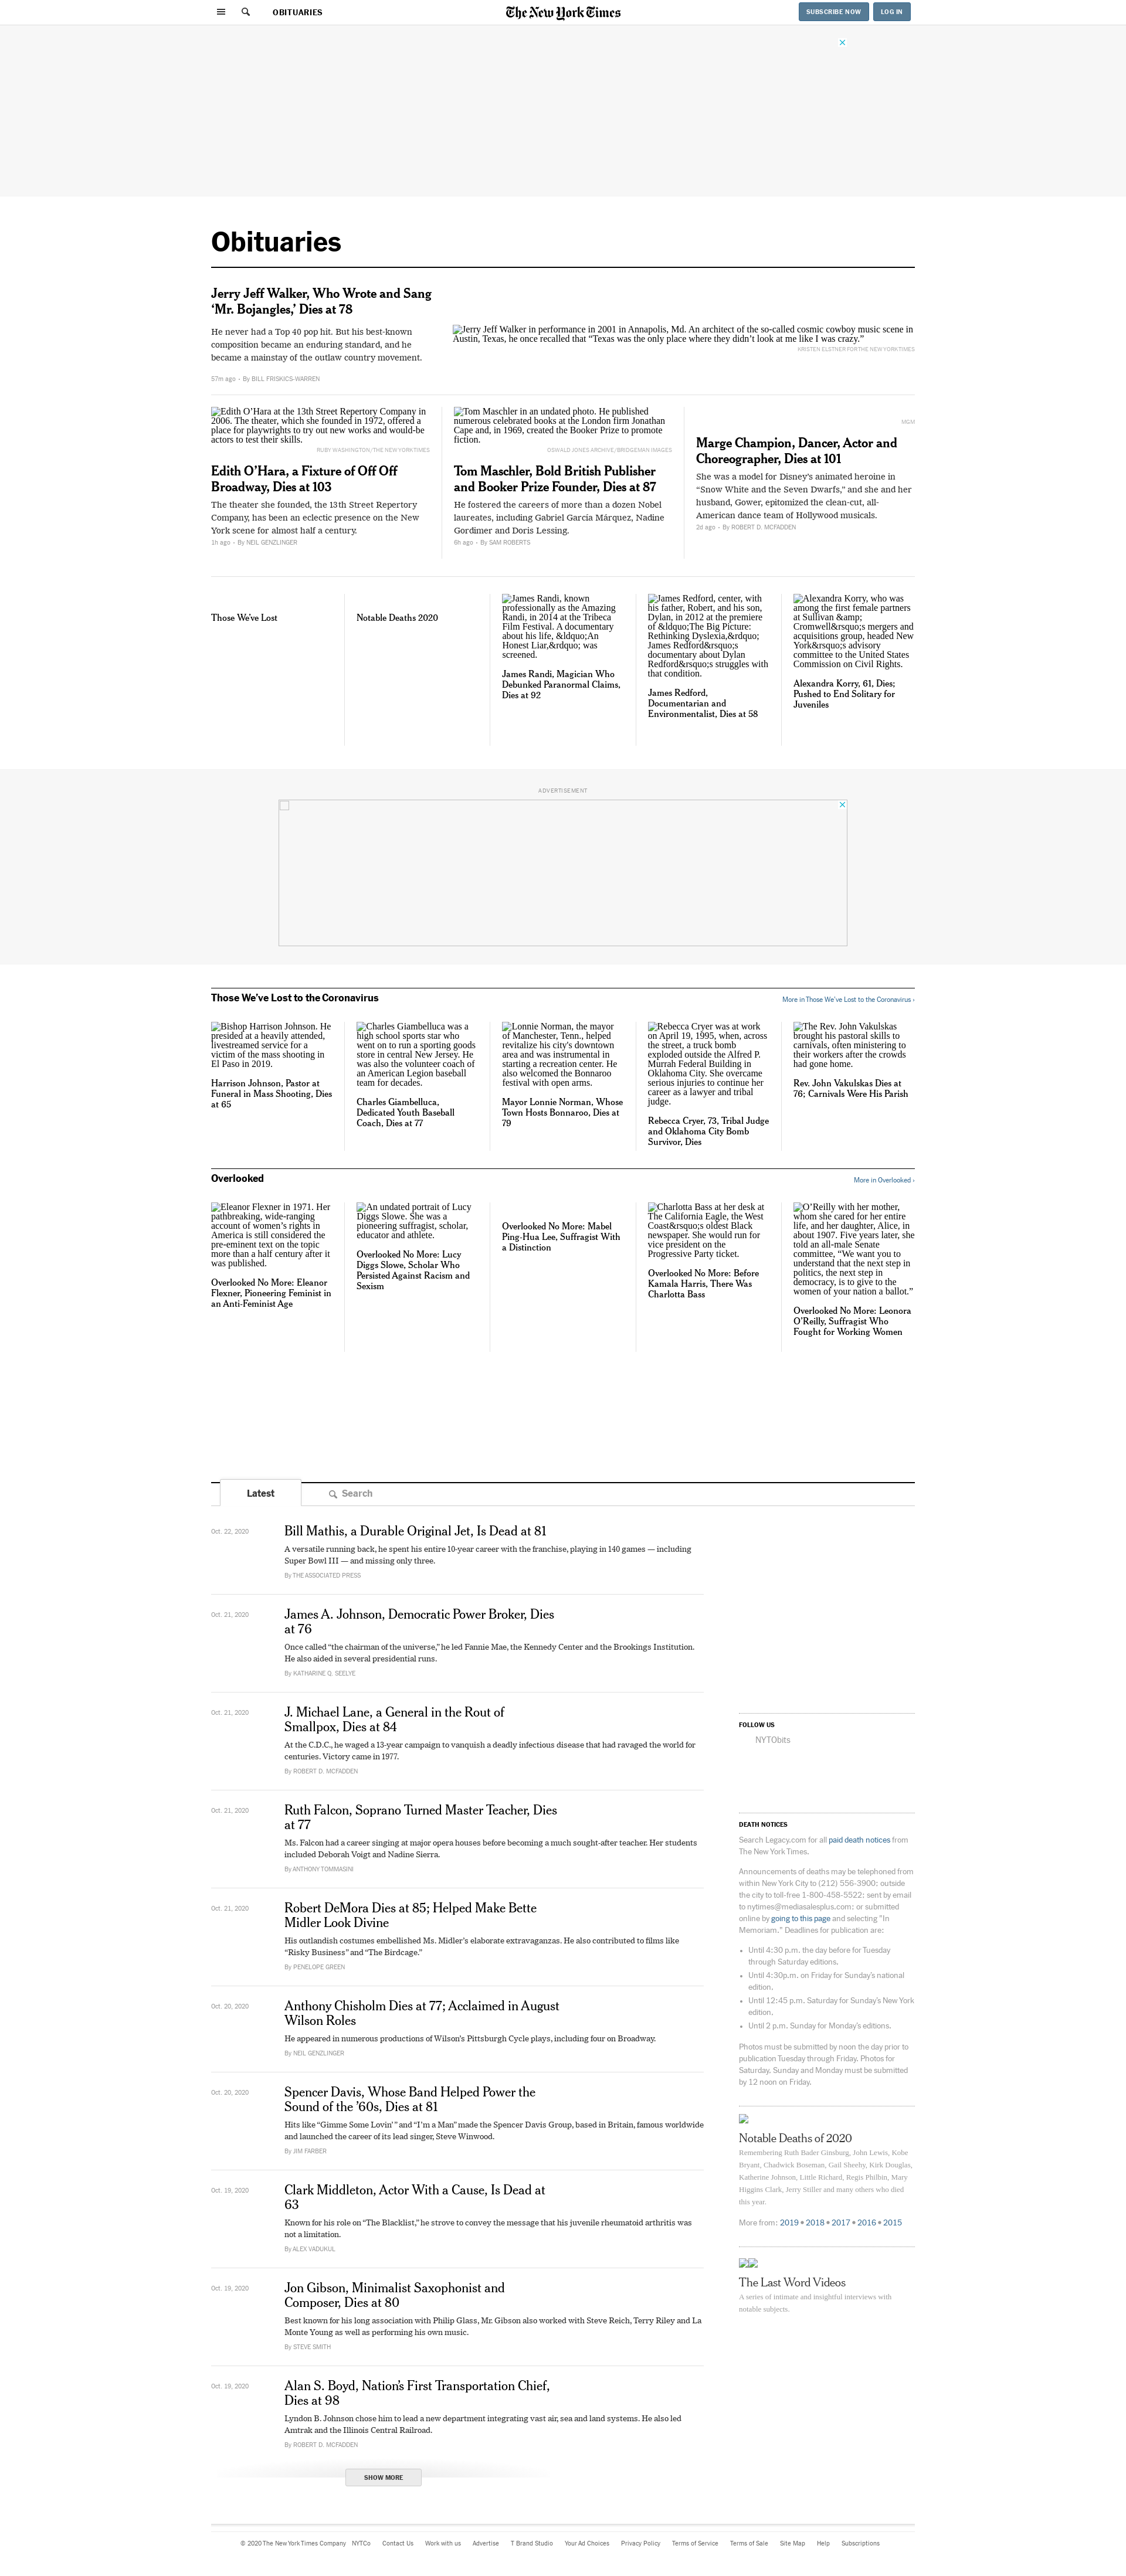 OBITUARIES
The New York Times
SUBSCRIBE NOW
LOG IN
Obituaries
Jerry Jeff Walker, Who Wrote and Sang
‘Mr. Bojangles,’ Dies at 78
He never had a Top 40 pop hit. But his best-known
composition became an enduring standard, and he
became a mainstay of the outlaw country movement.
57m ago • By BILL FRISKICS-WARREN
Jerry Jeff Walker in performance in 2001 in Annapolis, Md. An architect of the so-called cosmic cowboy music scene in
Austin, Texas, he once recalled that “Texas was the only place where they didn’t look at me like I was crazy.”
KRISTEN ELSTNER FOR THE NEW YORK TIMES
Edith O’Hara at the 13th Street Repertory Company in
2006. The theater, which she founded in 1972, offered a
place for playwrights to try out new works and would-be
actors to test their skills.
RUBY WASHINGTON/THE NEW YORK TIMES
Edith O’Hara, a Fixture of Off Off
Broadway, Dies at 103
The theater she founded, the 13th Street Repertory
Company, has been an eclectic presence on the New
York scene for almost half a century.
1h ago • By NEIL GENZLINGER
Tom Maschler in an undated photo. He published
numerous celebrated books at the London firm Jonathan
Cape and, in 1969, created the Booker Prize to promote
fiction.
OSWALD JONES ARCHIVE/BRIDGEMAN IMAGES
Tom Maschler, Bold British Publisher
and Booker Prize Founder, Dies at 87
He fostered the careers of more than a dozen Nobel
laureates, including Gabriel García Márquez, Nadine
Gordimer and Doris Lessing.
6h ago • By SAM ROBERTS
MGM
Marge Champion, Dancer, Actor and
Choreographer, Dies at 101
She was a model for Disney’s animated heroine in
“Snow White and the Seven Dwarfs,” and she and her
husband, Gower, epitomized the clean-cut, all-
American dance team of Hollywood musicals.
2d ago • By ROBERT D. MCFADDEN
Those We’ve Lost
Notable Deaths 2020
James Randi, known
professionally as the Amazing
Randi, in 2014 at the Tribeca
Film Festival. A documentary
about his life, &ldquo;An
Honest Liar,&rdquo; was
screened.
James Randi, Magician Who
Debunked Paranormal Claims,
Dies at 92
James Redford, center, with
his father, Robert, and his son,
Dylan, in 2012 at the premiere
of &ldquo;The Big Picture:
Rethinking Dyslexia,&rdquo;
James Redford&rsquo;s
documentary about Dylan
Redford&rsquo;s struggles with
that condition.
James Redford,
Documentarian and
Environmentalist, Dies at 58
Alexandra Korry, who was
among the first female partners
at Sullivan &amp;
Cromwell&rsquo;s mergers and
acquisitions group, headed New
York&rsquo;s advisory
committee to the United States
Commission on Civil Rights.
Alexandra Korry, 61, Dies;
Pushed to End Solitary for
Juveniles
ADVERTISEMENT
Those We’ve Lost to the Coronavirus
More in Those We’ve Lost to the Coronavirus ›
Bishop Harrison Johnson. He
presided at a heavily attended,
livestreamed service for a
victim of the mass shooting in
El Paso in 2019.
Harrison Johnson, Pastor at
Funeral in Mass Shooting, Dies
at 65
Charles Giambelluca was a
high school sports star who
went on to run a sporting goods
store in central New Jersey. He
was also the volunteer coach of
an American Legion baseball
team for decades.
Charles Giambelluca,
Dedicated Youth Baseball
Coach, Dies at 77
Lonnie Norman, the mayor
of Manchester, Tenn., helped
revitalize his city's downtown
area and was instrumental in
starting a recreation center. He
also welcomed the Bonnaroo
festival with open arms.
Mayor Lonnie Norman, Whose
Town Hosts Bonnaroo, Dies at
79
Rebecca Cryer was at work
on April 19, 1995, when, across
the street, a truck bomb
exploded outside the Alfred P.
Murrah Federal Building in
Oklahoma City. She overcame
serious injuries to continue her
career as a lawyer and tribal
judge.
Rebecca Cryer, 73, Tribal Judge
and Oklahoma City Bomb
Survivor, Dies
The Rev. John Vakulskas
brought his pastoral skills to
carnivals, often ministering to
their workers after the crowds
had gone home.
Rev. John Vakulskas Dies at
76; Carnivals Were His Parish
Overlooked
More in Overlooked ›
Eleanor Flexner in 1971. Her
pathbreaking, wide-ranging
account of women’s rights in
America is still considered the
pre-eminent text on the topic
more than a half century after it
was published.
Overlooked No More: Eleanor
Flexner, Pioneering Feminist in
an Anti-Feminist Age
An undated portrait of Lucy
Diggs Slowe. She was a
pioneering suffragist, scholar,
educator and athlete.
Overlooked No More: Lucy
Diggs Slowe, Scholar Who
Persisted Against Racism and
Sexism
Overlooked No More: Mabel
Ping-Hua Lee, Suffragist With
a Distinction
Charlotta Bass at her desk at
The California Eagle, the West
Coast&rsquo;s oldest Black
newspaper. She would run for
vice president on the
Progressive Party ticket.
Overlooked No More: Before
Kamala Harris, There Was
Charlotta Bass
O’Reilly with her mother,
whom she cared for her entire
life, and her daughter, Alice, in
about 1907. Five years later, she
told an all-male Senate
committee, “We want you to
understand that the next step in
politics, the next step in
democracy, is to give to the
women of your nation a ballot.”
Overlooked No More: Leonora
O’Reilly, Suffragist Who
Fought for Working Women
Latest
Search
Oct. 22, 2020
Bill Mathis, a Durable Original Jet, Is Dead at 81
A versatile running back, he spent his entire 10-year career with the franchise, playing in 140 games — including
Super Bowl III — and missing only three.
By THE ASSOCIATED PRESS
Oct. 21, 2020
James A. Johnson, Democratic Power Broker, Dies
at 76
Once called “the chairman of the universe,” he led Fannie Mae, the Kennedy Center and the Brookings Institution.
He also aided in several presidential runs.
By KATHARINE Q. SEELYE
Oct. 21, 2020
J. Michael Lane, a General in the Rout of
Smallpox, Dies at 84
At the C.D.C., he waged a 13-year campaign to vanquish a deadly infectious disease that had ravaged the world for
centuries. Victory came in 1977.
By ROBERT D. MCFADDEN
Oct. 21, 2020
Ruth Falcon, Soprano Turned Master Teacher, Dies
at 77
Ms. Falcon had a career singing at major opera houses before becoming a much sought-after teacher. Her students
included Deborah Voigt and Nadine Sierra.
By ANTHONY TOMMASINI
Oct. 21, 2020
Robert DeMora Dies at 85; Helped Make Bette
Midler Look Divine
His outlandish costumes embellished Ms. Midler’s elaborate extravaganzas. He also contributed to films like
“Risky Business” and “The Birdcage.”
By PENELOPE GREEN
Oct. 20, 2020
Anthony Chisholm Dies at 77; Acclaimed in August
Wilson Roles
He appeared in numerous productions of Wilson’s Pittsburgh Cycle plays, including four on Broadway.
By NEIL GENZLINGER
Oct. 20, 2020
Spencer Davis, Whose Band Helped Power the
Sound of the ’60s, Dies at 81
Hits like “Gimme Some Lovin’ ” and “I’m a Man” made the Spencer Davis Group, based in Britain, famous worldwide
and launched the career of its lead singer, Steve Winwood.
By JIM FARBER
Oct. 19, 2020
Clark Middleton, Actor With a Cause, Is Dead at
63
Known for his role on “The Blacklist,” he strove to convey the message that his juvenile rheumatoid arthritis was
not a limitation.
By ALEX VADUKUL
Oct. 19, 2020
Jon Gibson, Minimalist Saxophonist and
Composer, Dies at 80
Best known for his long association with Philip Glass, Mr. Gibson also worked with Steve Reich, Terry Riley and La
Monte Young as well as performing his own music.
By STEVE SMITH
Oct. 19, 2020
Alan S. Boyd, Nation’s First Transportation Chief,
Dies at 98
Lyndon B. Johnson chose him to lead a new department integrating vast air, sea and land systems. He also led
Amtrak and the Illinois Central Railroad.
By ROBERT D. MCFADDEN
SHOW MORE
FOLLOW US
NYTObits
DEATH NOTICES
Search Legacy.com for all paid death notices from
The New York Times.
Announcements of deaths may be telephoned from
within New York City to (212) 556-3900; outside
the city to toll-free 1-800-458-5522; sent by email
to nytimes@mediasalesplus.com; or submitted
online by going to this page and selecting "In
Memoriam." Deadlines for publication are:
• Until 4:30 p.m. the day before for Tuesday
through Saturday editions.
• Until 4:30p.m. on Friday for Sunday’s national
edition.
• Until 12:45 p.m. Saturday for Sunday’s New York
edition.
• Until 2 p.m. Sunday for Monday’s editions.
Photos must be submitted by noon the day prior to
publication Tuesday through Friday. Photos for
Saturday, Sunday and Monday must be submitted
by 12 noon on Friday.
Notable Deaths of 2020
Remembering Ruth Bader Ginsburg, John Lewis, Kobe
Bryant, Chadwick Boseman, Gail Sheehy, Kirk Douglas,
Katherine Johnson, Little Richard, Regis Philbin, Mary
Higgins Clark, Jerry Stiller and many others who died
this year.
More from: 2019 • 2018 • 2017 • 2016 • 2015
The Last Word Videos
A series of intimate and insightful interviews with
notable subjects.
© 2020 The New York Times Company NYTCo Contact Us Work with us Advertise T Brand Studio Your Ad Choices Privacy Policy Terms of Service Terms of Sale Site Map Help Subscriptions